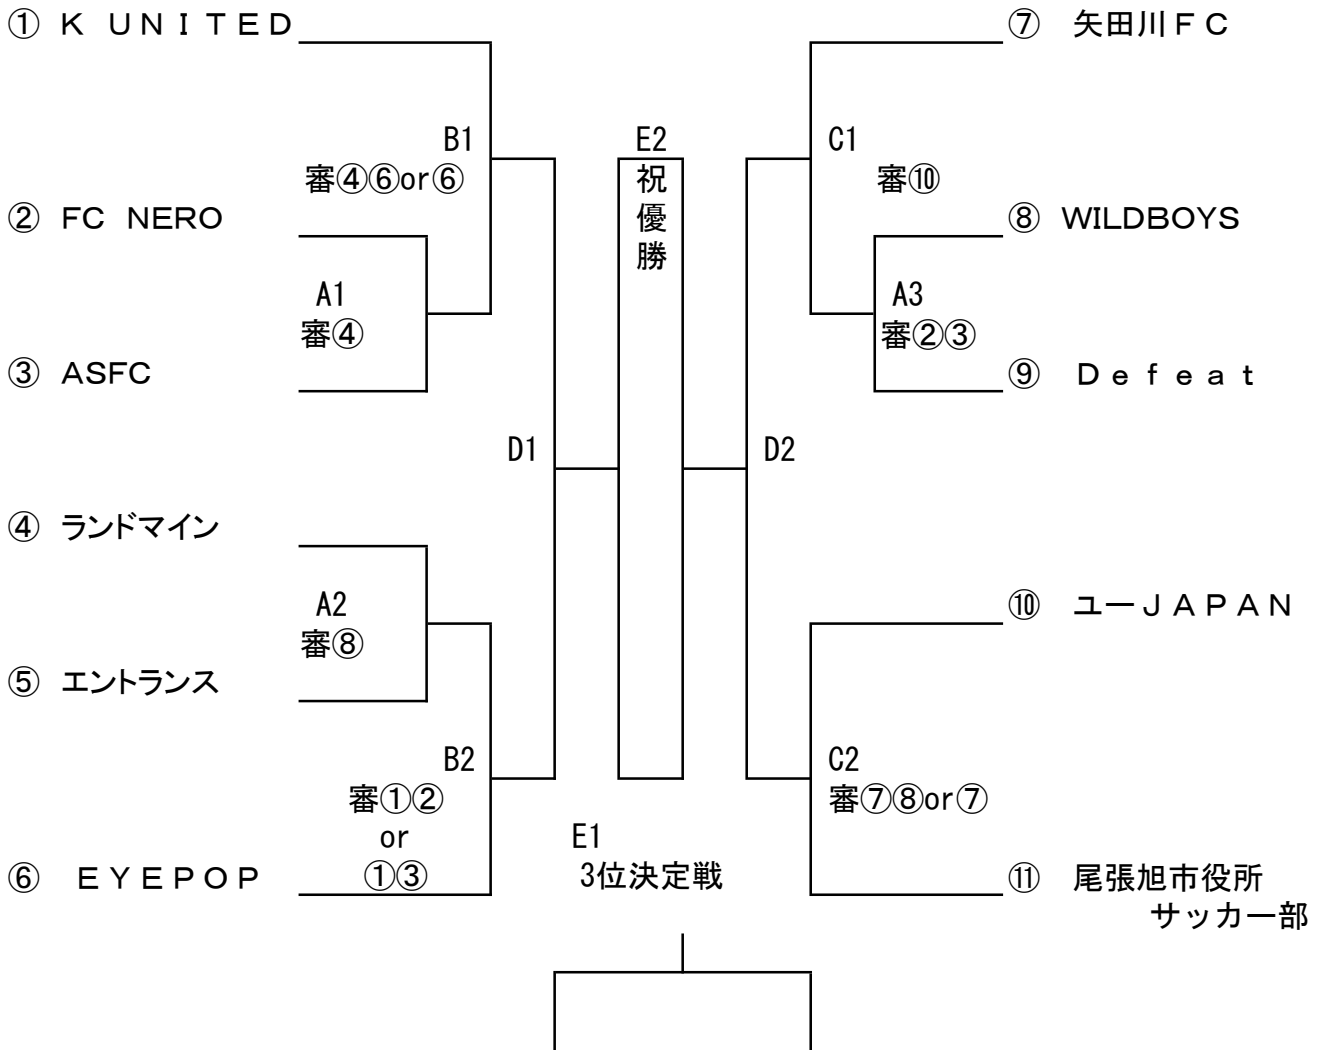 ① K UNITED
⑦ 矢田川FC
B1
審④⑥or⑥
E2
祝
優
勝
C1
審⑩
② FC NERO
⑧ WILDBOYS
A1
審④
A3
審②③
③ ASFC
⑨ Defeat
D1
D2
④ ランドマイン
A2
審⑧
⑩ ユーJAPAN
⑤ エントランス
B2
審①②
or
①③
C2
審⑦⑧or⑦
E1
3位決定戦
⑥ EYEPOP
⑪ 尾張旭市役所
サッカー部